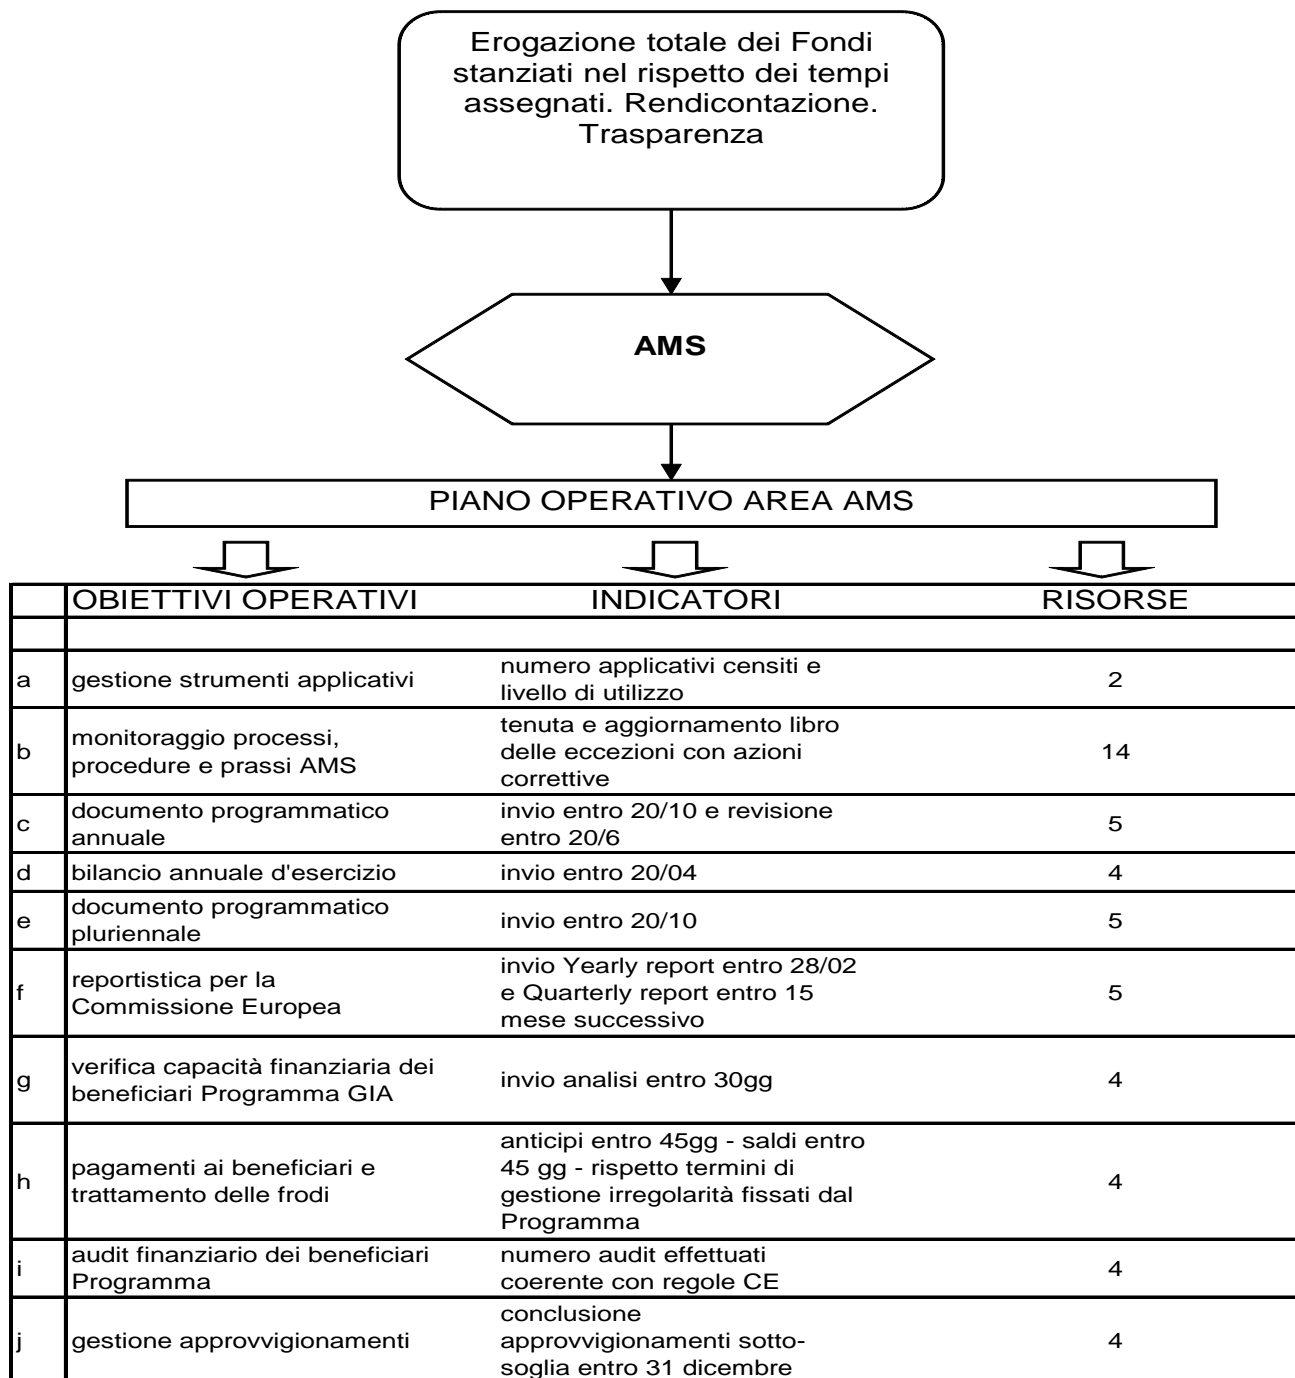 Erogazione totale dei Fondi
stanziati nel rispetto dei tempi
assegnati. Rendicontazione.
Trasparenza
AMS
PIANO OPERATIVO AREA AMS
OBIETTIVI OPERATIVI INDICATORI RISORSE
a gestione strumenti applicativi numero applicativi censiti e
livello di utilizzo 2
b monitoraggio processi,
procedure e prassi AMS tenuta e aggiornamento libro
delle eccezioni con azioni
correttive 14
c documento programmatico
annuale invio entro 20/10 e revisione
entro 20/6 5
d bilancio annuale d'esercizio invio entro 20/04 4
e documento programmatico
pluriennale invio entro 20/10 5
f reportistica per la
Commissione Europea invio Yearly report entro 28/02
e Quarterly report entro 15
mese successivo 5
g verifica capacità finanziaria dei
beneficiari Programma GIA invio analisi entro 30gg 4
h pagamenti ai beneficiari e
trattamento delle frodi anticipi entro 45gg - saldi entro
45 gg - rispetto termini di
gestione irregolarità fissati dal
Programma 4
i audit finanziario dei beneficiari
Programma numero audit effettuati
coerente con regole CE 4
j gestione approvvigionamenti conclusione
approvvigionamenti sotto-
soglia entro 31 dicembre 4